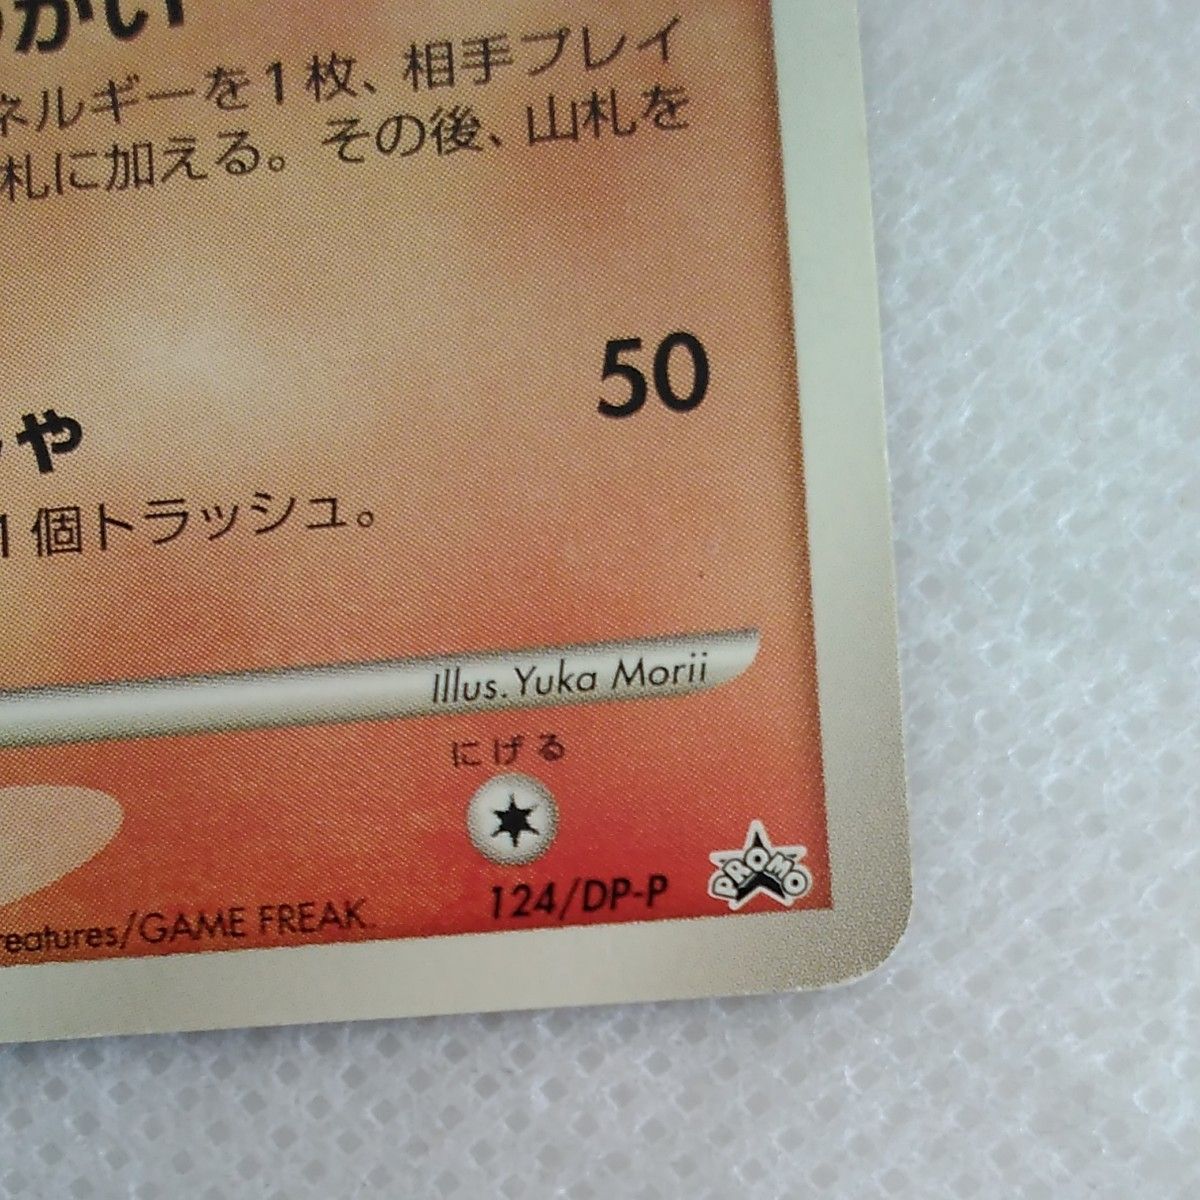 がい
ネルギーを1枚、相手プレイ
札に加える。その後、山札を
や 50
1個トラッシュ。
Illus. Yuka Morii
にげる
124/DP-P PROMO
reatures/GAME FREAK.